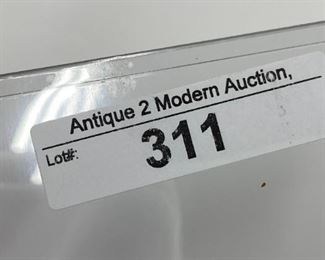 Antique 2 Modern Auction,
Lot#: 311